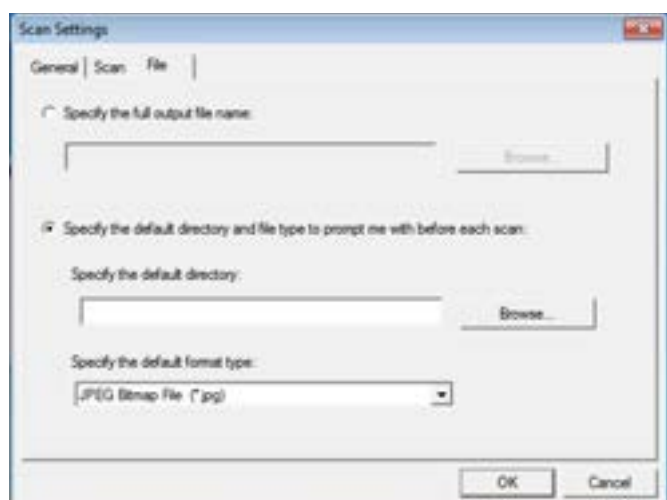 Scan Settings
General Scan File
Specify the full output file name:
Browse...
Specify the default directory and file type to prompt me with before each scan:
Specify the default directory:
Browse...
Specify the default format type:
JPEG Bitmap File (*.jpg)
OK Cancel